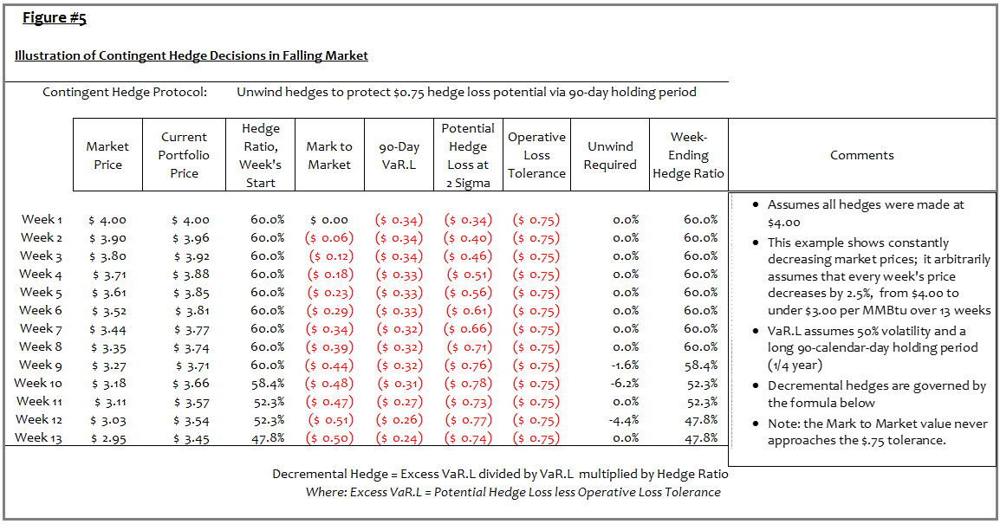 Figure #5
Illustration of Contingent Hedge Decisions in Falling Market
Contingent Hedge Protocol: Unwind hedges to protect $0.75 hedge loss potential via 90-day holding period
Market Price
Current Portfolio Price
Hedge Ratio, Week's Start
Mark to Market
90-Day VaR.L
Potential Hedge Loss at 2 Sigma
Operative Loss Tolerance
Unwind Required
Week-Ending Hedge Ratio
Comments
Week 1 $ 4.00 $ 4.00 60.0% $ 0.00 ($ 0.34) ($ 0.34) ($ 0.75) 0.0% 60.0%
Week 2 $ 3.90 $ 3.96 60.0% ($ 0.06) ($ 0.34) ($ 0.40) ($ 0.75) 0.0% 60.0%
Week 3 $ 3.80 $ 3.92 60.0% ($ 0.12) ($ 0.34) ($ 0.46) ($ 0.75) 0.0% 60.0%
Week 4 $ 3.71 $ 3.88 60.0% ($ 0.18) ($ 0.33) ($ 0.51) ($ 0.75) 0.0% 60.0%
Week 5 $ 3.61 $ 3.85 60.0% ($ 0.23) ($ 0.33) ($ 0.56) ($ 0.75) 0.0% 60.0%
Week 6 $ 3.52 $ 3.81 60.0% ($ 0.29) ($ 0.33) ($ 0.61) ($ 0.75) 0.0% 60.0%
Week 7 $ 3.44 $ 3.77 60.0% ($ 0.34) ($ 0.32) ($ 0.66) ($ 0.75) 0.0% 60.0%
Week 8 $ 3.35 $ 3.74 60.0% ($ 0.39) ($ 0.32) ($ 0.71) ($ 0.75) 0.0% 60.0%
Week 9 $ 3.27 $ 3.71 60.0% ($ 0.44) ($ 0.32) ($ 0.76) ($ 0.75) -1.6% 58.4%
Week 10 $ 3.18 $ 3.66 58.4% ($ 0.48) ($ 0.31) ($ 0.78) ($ 0.75) -6.2% 52.3%
Week 11 $ 3.11 $ 3.57 52.3% ($ 0.47) ($ 0.27) ($ 0.73) ($ 0.75) 0.0% 52.3%
Week 12 $ 3.03 $ 3.54 52.3% ($ 0.51) ($ 0.26) ($ 0.77) ($ 0.75) -4.4% 47.8%
Week 13 $ 2.95 $ 3.45 47.8% ($ 0.50) ($ 0.24) ($ 0.74) ($ 0.75) 0.0% 47.8%
• Assumes all hedges were made at
$4.00
• This example shows constantly
decreasing market prices; it arbitrarily
assumes that every week's price
decreases by 2.5%, from $4.00 to
under $3.00 per MMBtu over 13 weeks
• VaR.L assumes 50% volatility and a
long 90-calendar-day holding period
(1/4 year)
• Decremental hedges are governed by
the formula below
• Note: the Mark to Market value never
approaches the $.75 tolerance.
Decremental Hedge = Excess VaR.L divided by VaR.L multiplied by Hedge Ratio
Where: Excess VaR.L = Potential Hedge Loss less Operative Loss Tolerance